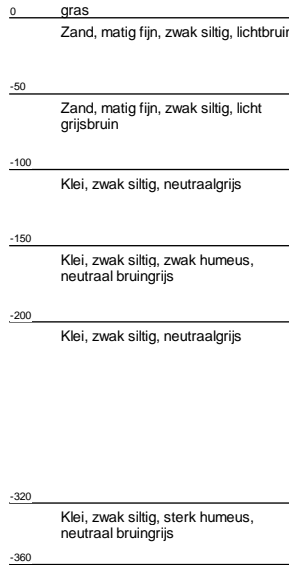 0 gras
Zand, matig fijn, zwak siltig, lichtbruin
-50
Zand, matig fijn, zwak siltig, licht
grijsbruin
-100
Klei, zwak siltig, neutraalgrijs
-150
Klei, zwak siltig, zwak humeus,
neutraal bruingrijs
-200
Klei, zwak siltig, neutraalgrijs
-320
Klei, zwak siltig, sterk humeus,
neutraal bruingrijs
-360